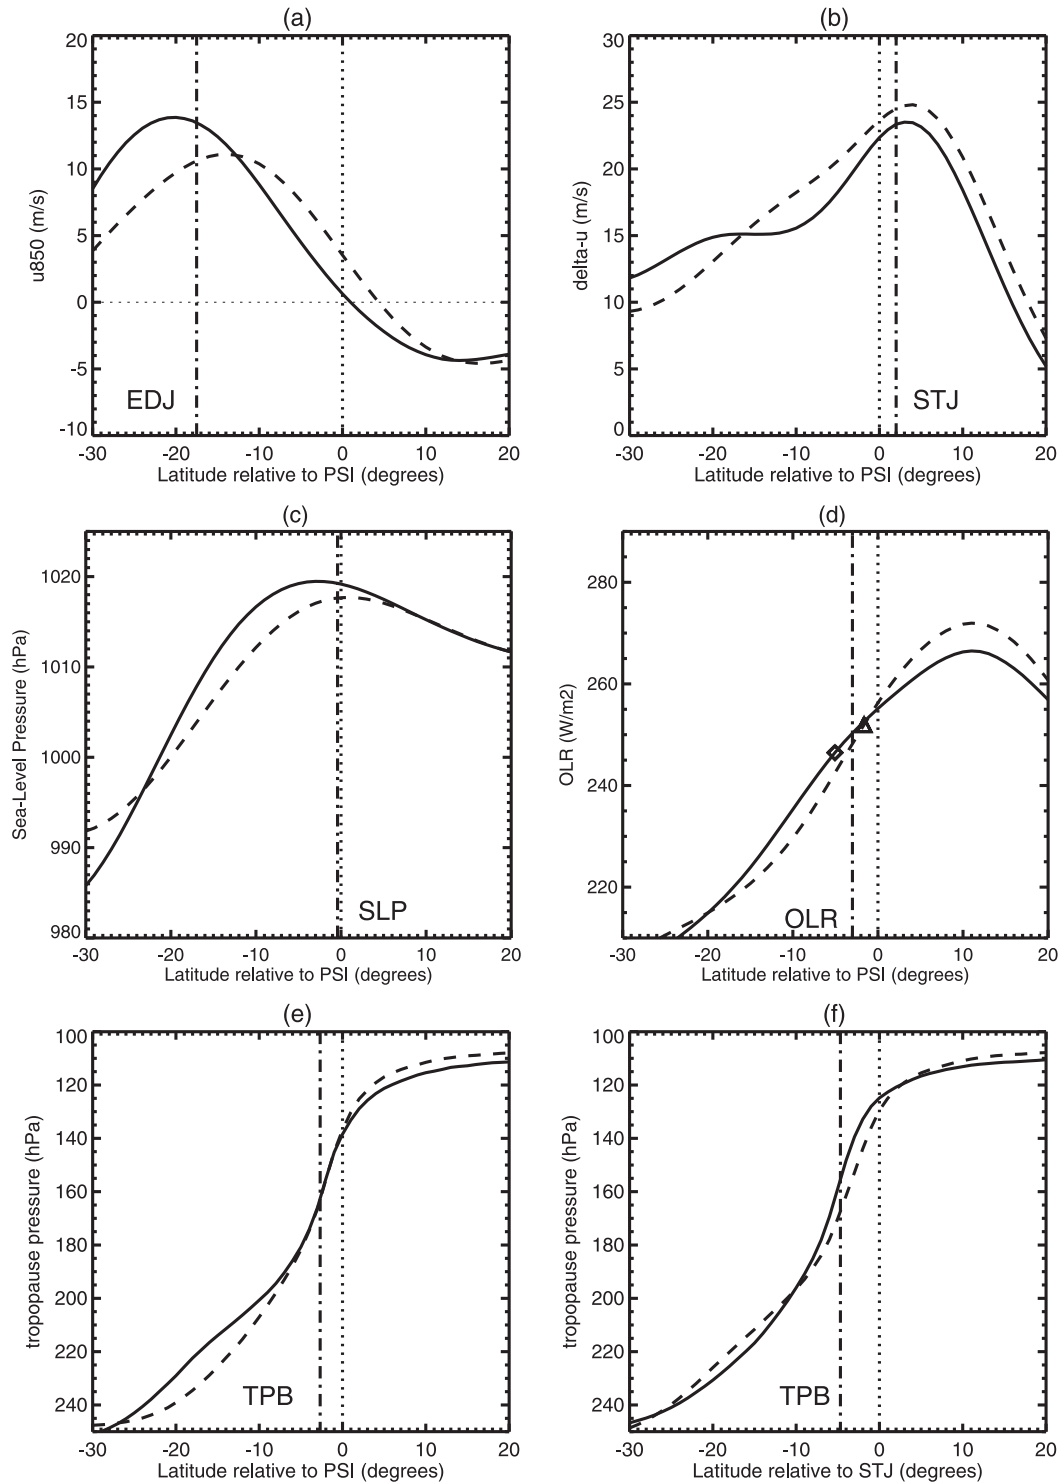 (a)
20
15
10
5
0
-5
-10
u850 (m/s)
EDJ
-30 -20 -10 0 10 20
Latitude relative to PSI (degrees)
(b)
30
25
20
15
10
5
0
delta-u (m/s)
STJ
-30 -20 -10 0 10 20
Latitude relative to PSI (degrees)
(c)
1020
1010
1000
990
980
Sea-Level Pressure (hPa)
SLP
-30 -20 -10 0 10 20
Latitude relative to PSI (degrees)
(d)
280
260
240
220
OLR (W/m2)
OLR
-30 -20 -10 0 10 20
Latitude relative to PSI (degrees)
(e)
100
120
140
160
180
200
220
240
tropopause pressure (hPa)
TPB
-30 -20 -10 0 10 20
Latitude relative to PSI (degrees)
(f)
100
120
140
160
180
200
220
240
tropopause pressure (hPa)
TPB
-30 -20 -10 0 10 20
Latitude relative to STJ (degrees)